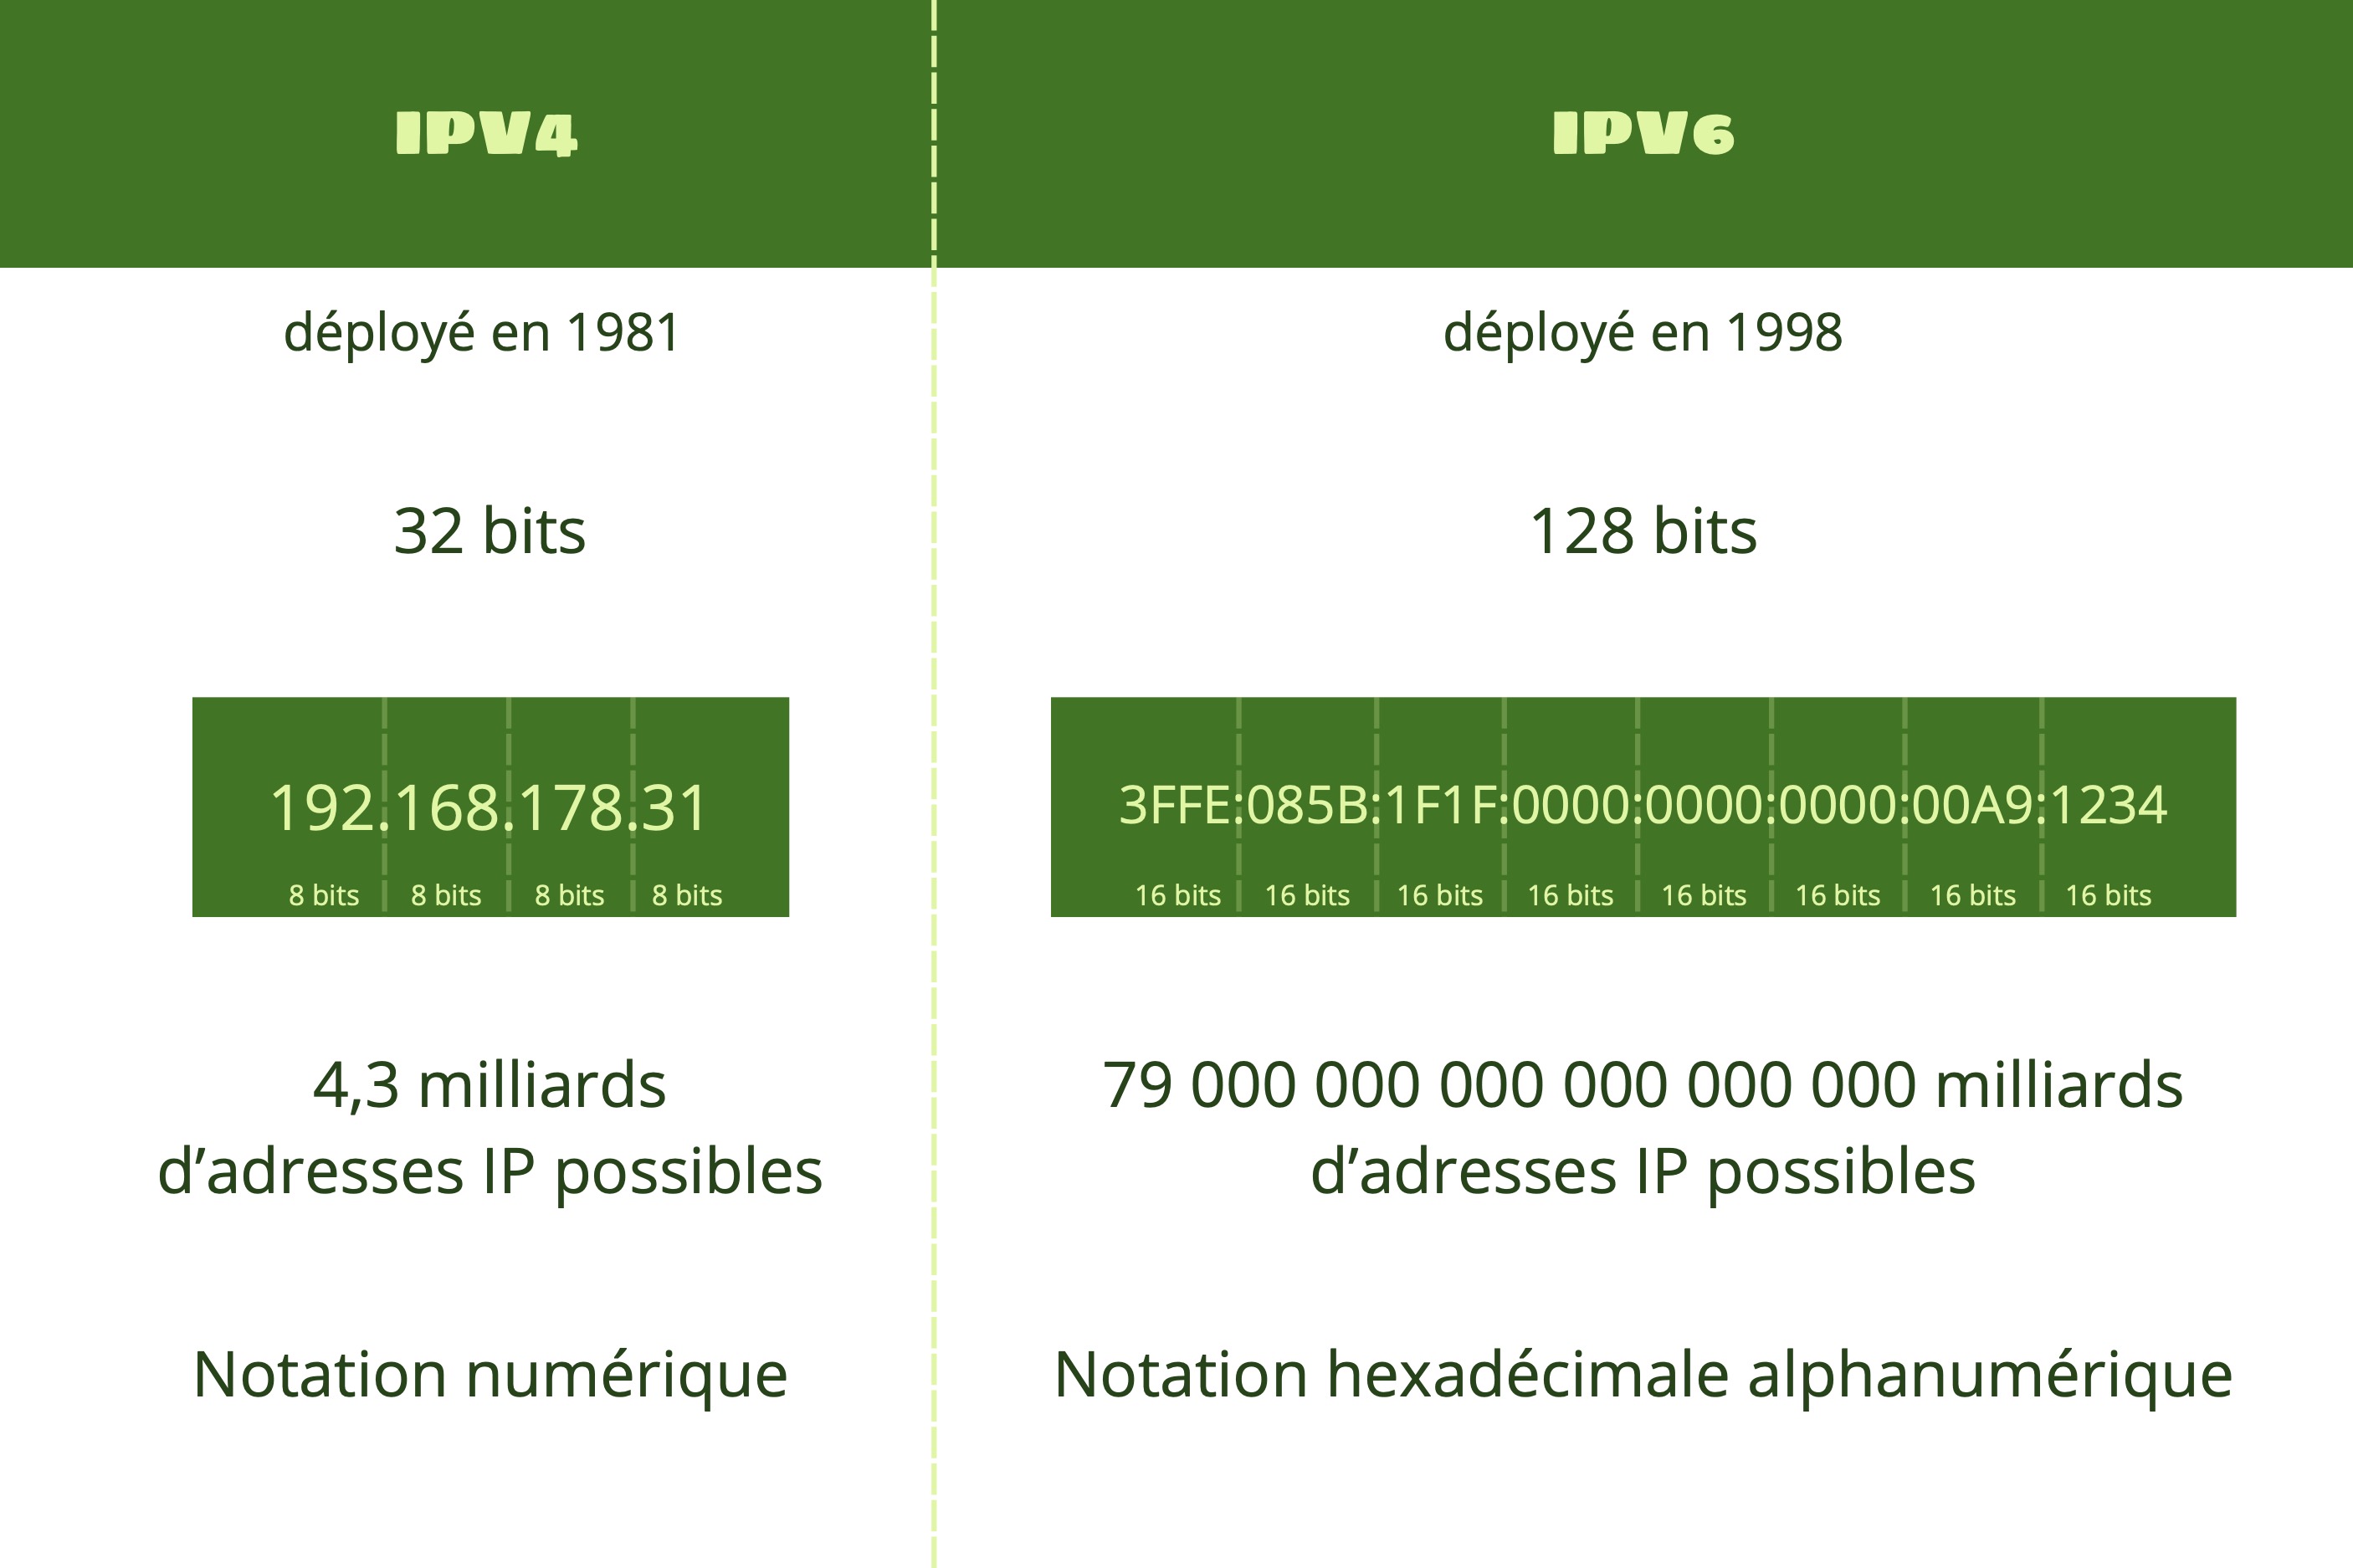 IPV4
déployé en 1981
32 bits
192.168.178.31
8 bits 8 bits 8 bits 8 bits
4,3 milliards
d’adresses IP possibles
Notation numérique
IPV6
déployé en 1998
128 bits
3FFE:085B:1F1F:0000:0000:0000:00A9:1234
16 bits 16 bits 16 bits 16 bits 16 bits 16 bits 16 bits 16 bits
79 000 000 000 000 000 000 milliards
d’adresses IP possibles
Notation hexadécimale alphanumérique